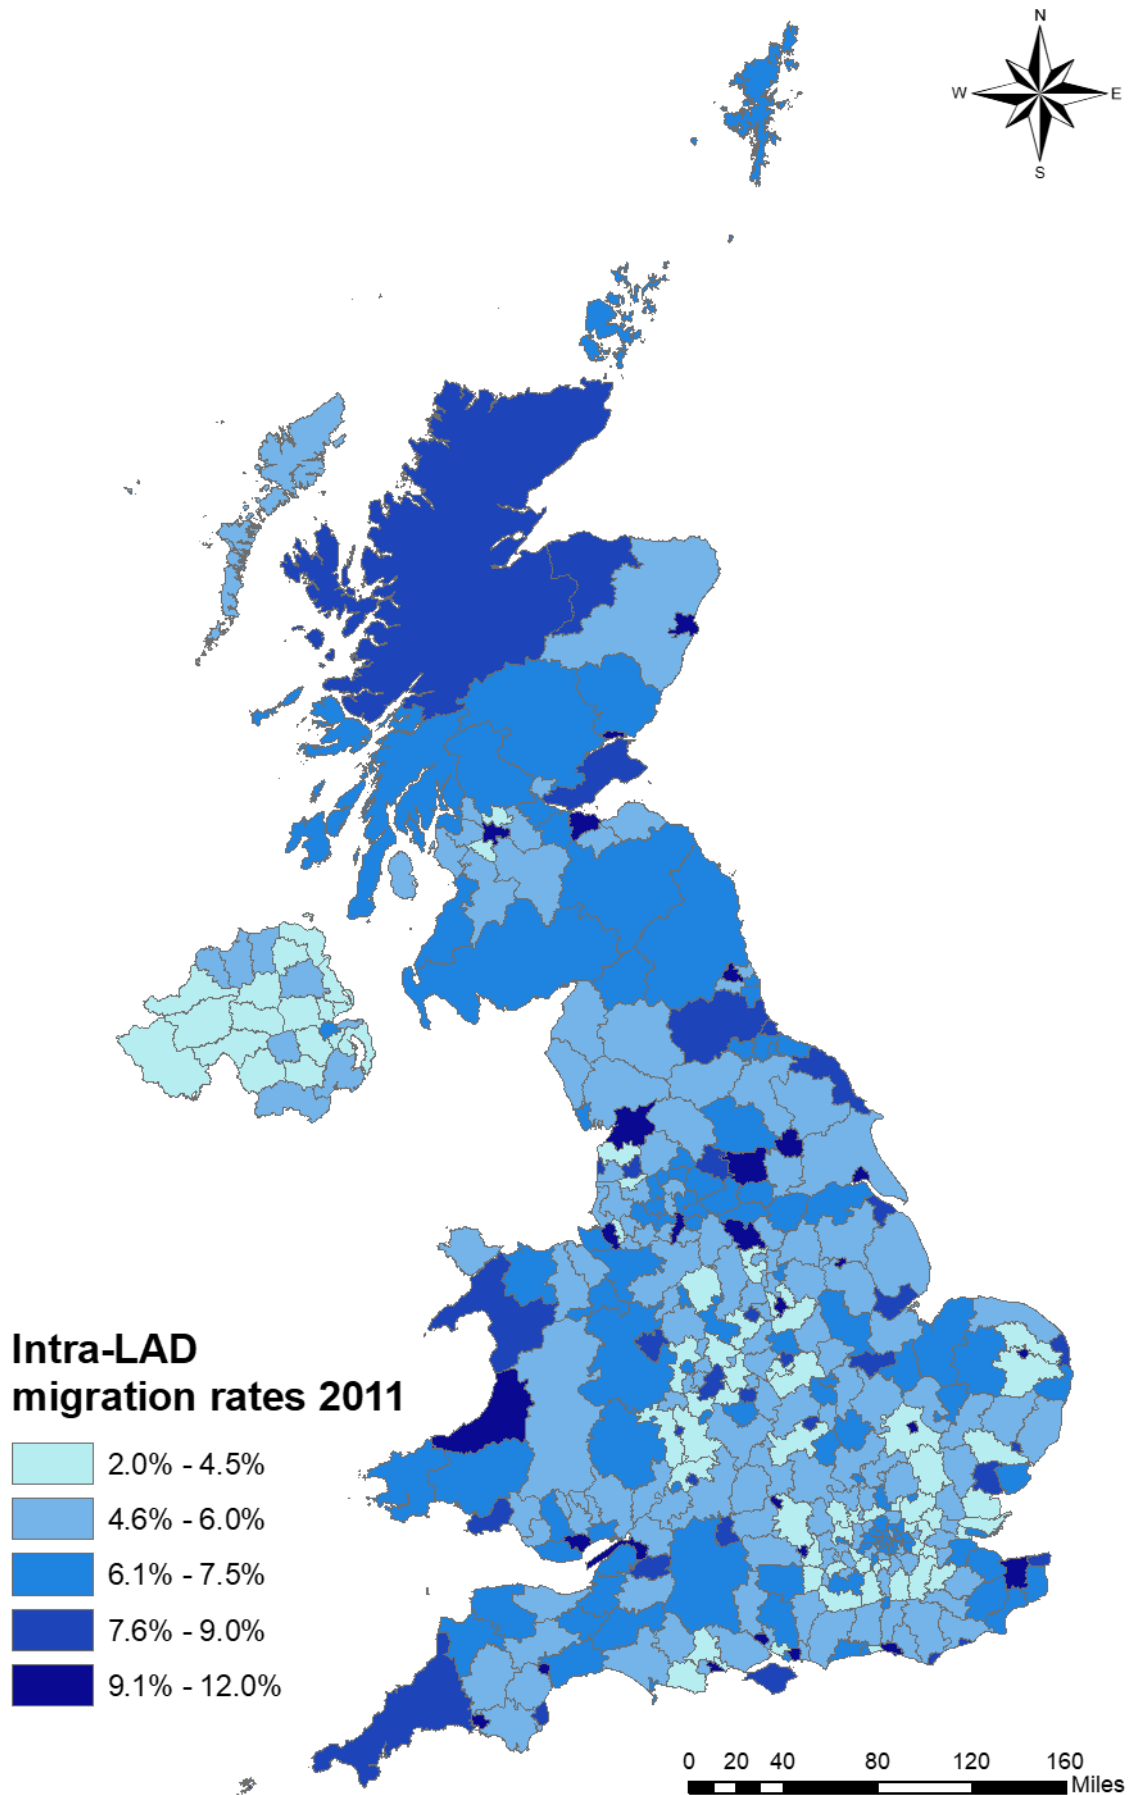 N
W E
S
Intra-LAD
migration rates 2011
2.0% - 4.5%
4.6% - 6.0%
6.1% - 7.5%
7.6% - 9.0%
9.1% - 12.0%
0 20 40 80 120 160
Miles